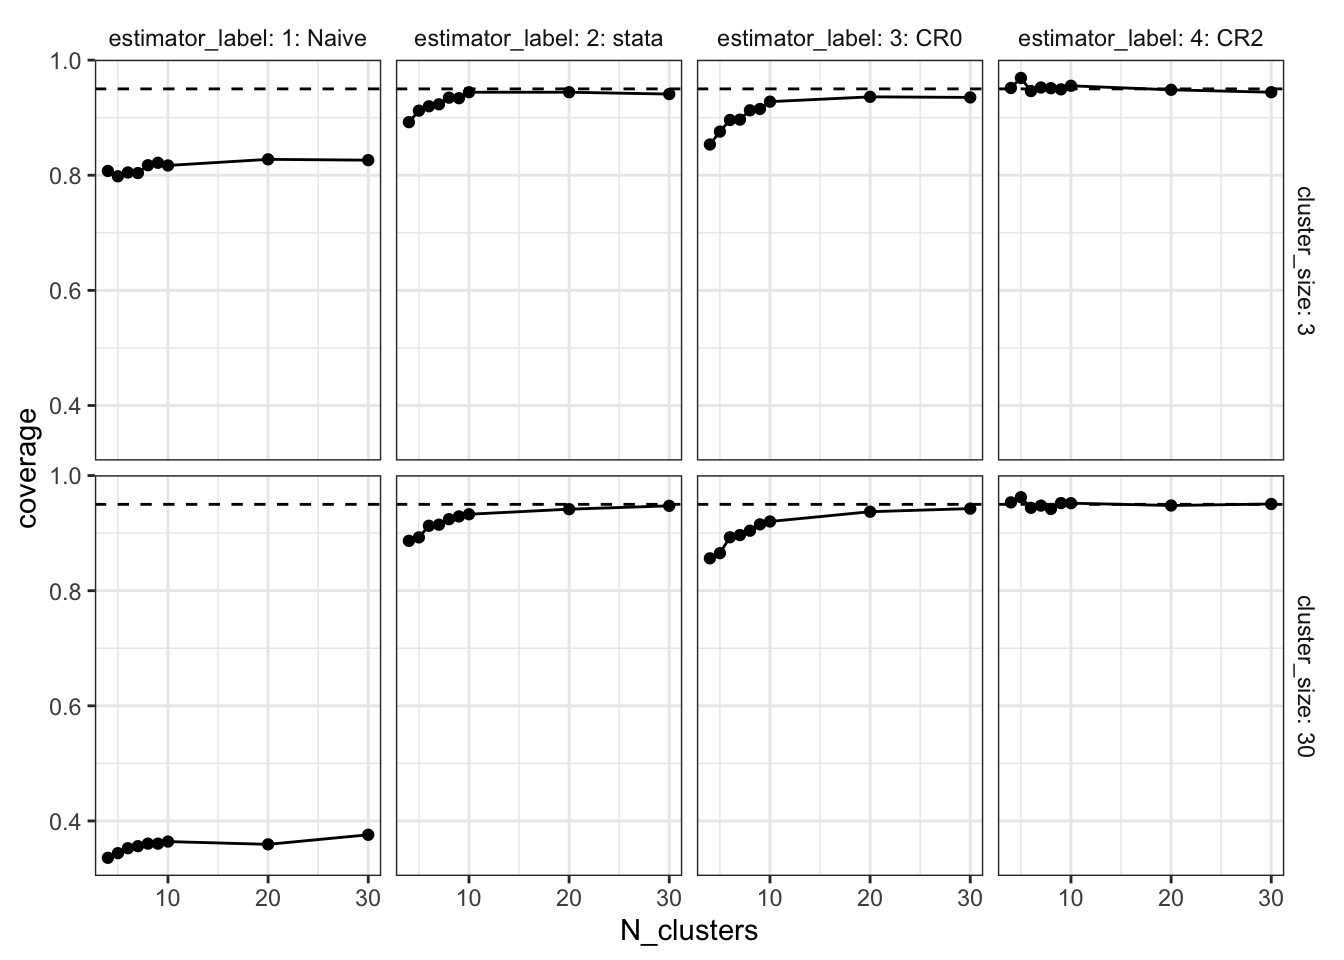 estimator_label: 1: Naive
estimator_label: 2: stata
estimator_label: 3: CR0
estimator_label: 4: CR2
1.0
0.8
0.6
0.4
cluster_size: 3
coverage
1.0
0.8
0.6
0.4
cluster_size: 30
10 20 30
10 20 30
10 20 30
10 20 30
N_clusters